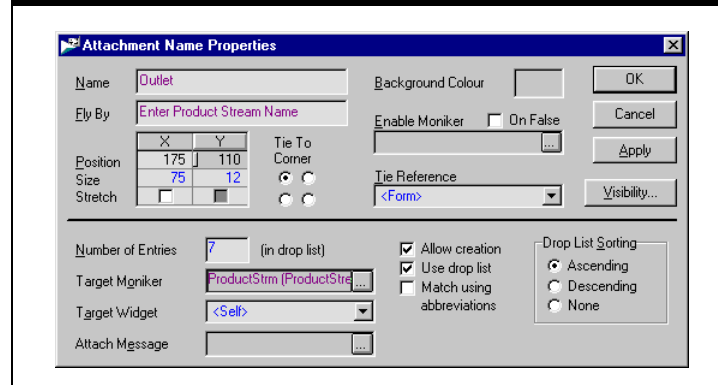 Attachment Name Properties
Name Outlet Background Colour OK
Fly By Enter Product Stream Name Enable Moniker On False Cancel
X Y Tie To ... Apply
Position 175 110 Corner
Size 75 12 Tie Reference
Stretch <Form> Visibility...
Number of Entries 7 (in drop list) Allow creation Drop List Sorting
Target Moniker ProductStrm (ProductStre ... Use drop list Ascending
Match using Descending
Target Widget <Self> abbreviations None
Attach Message ...